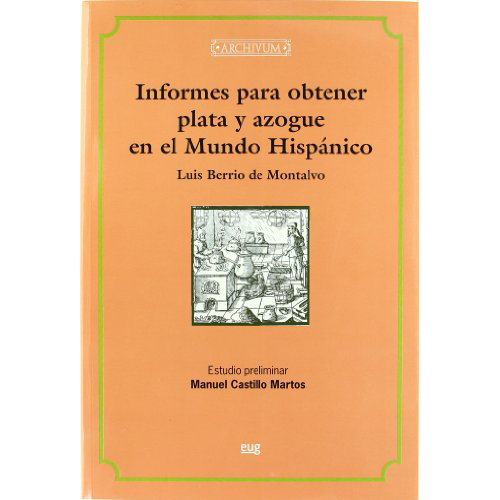 ARCHIVUM
Informes para obtener
plata y azogue
en el Mundo Hispánico
Luis Berrio de Montalvo
Estudio preliminar
Manuel Castillo Martos
eug